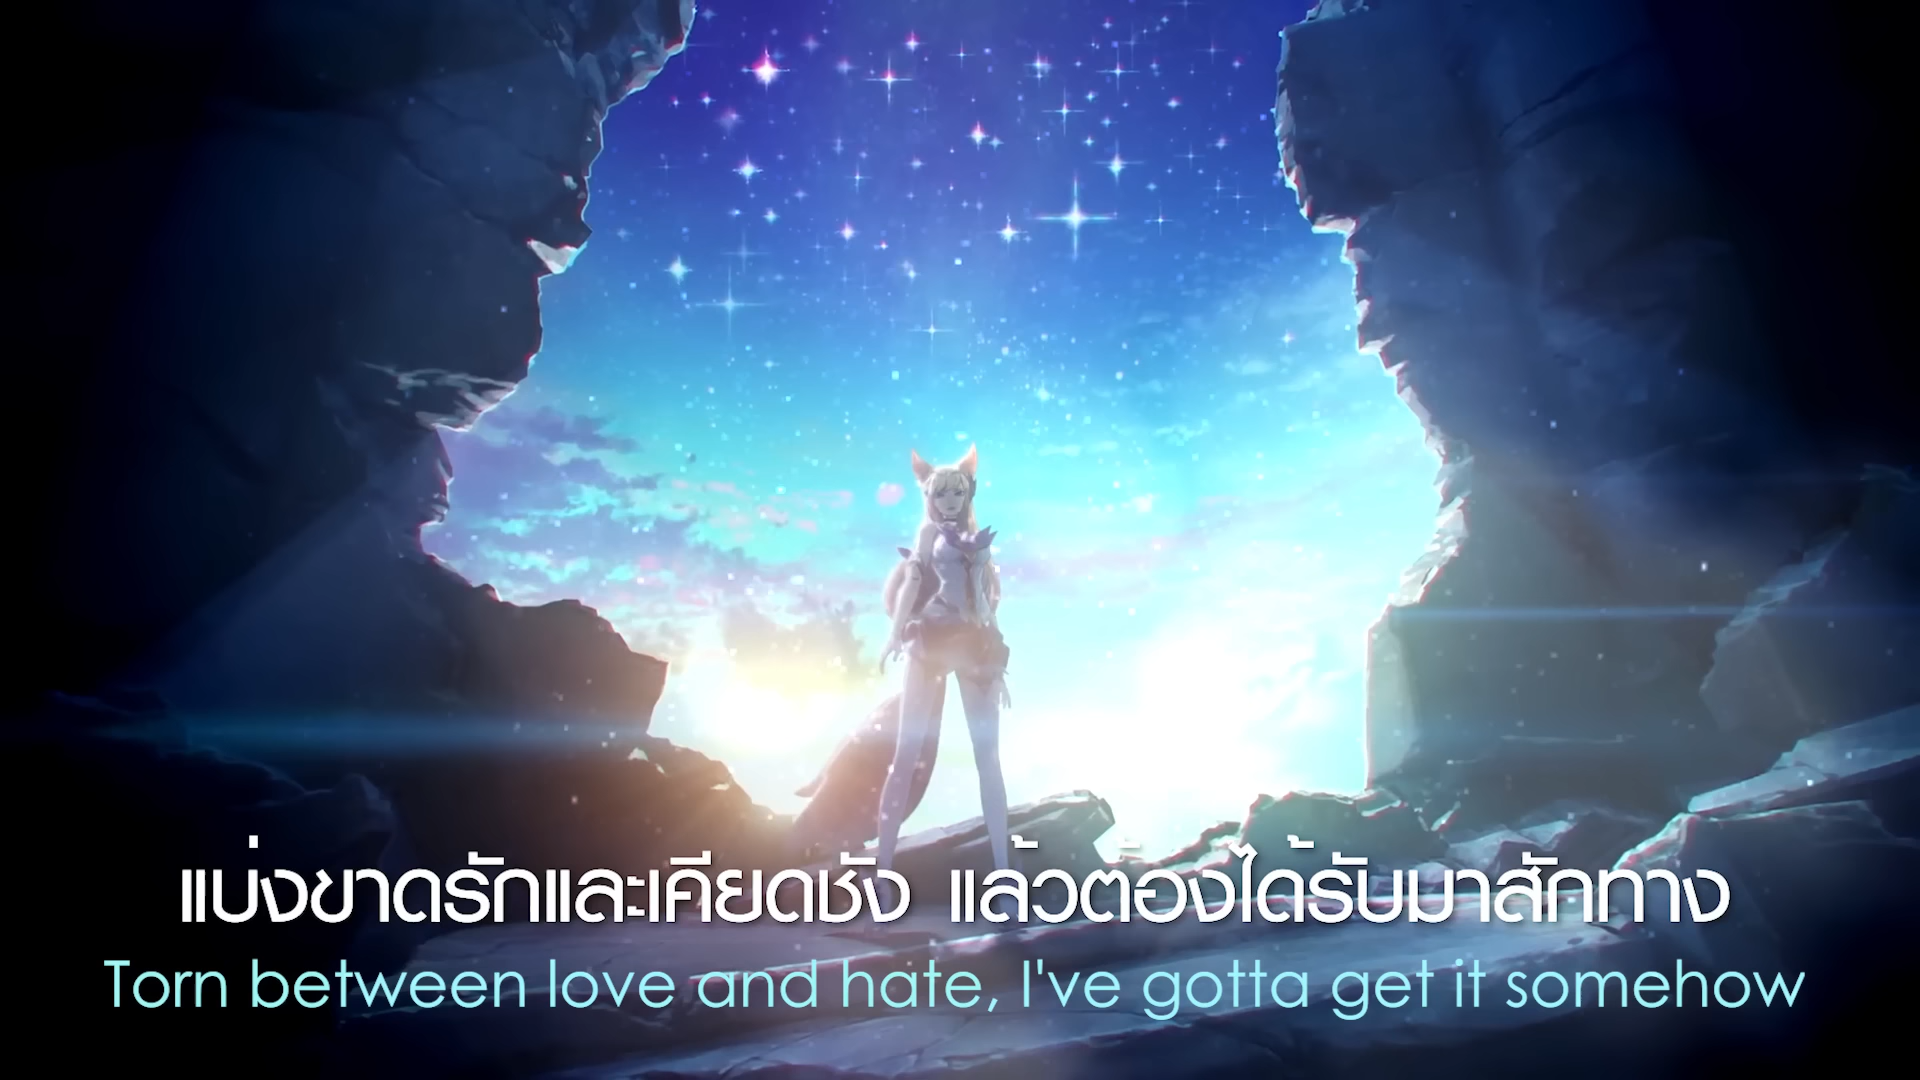 แบ่งขาดรักและเคียดชัง แล้วต้องได้รับมาสักทาง
Torn between love and hate, I've gotta get it somehow